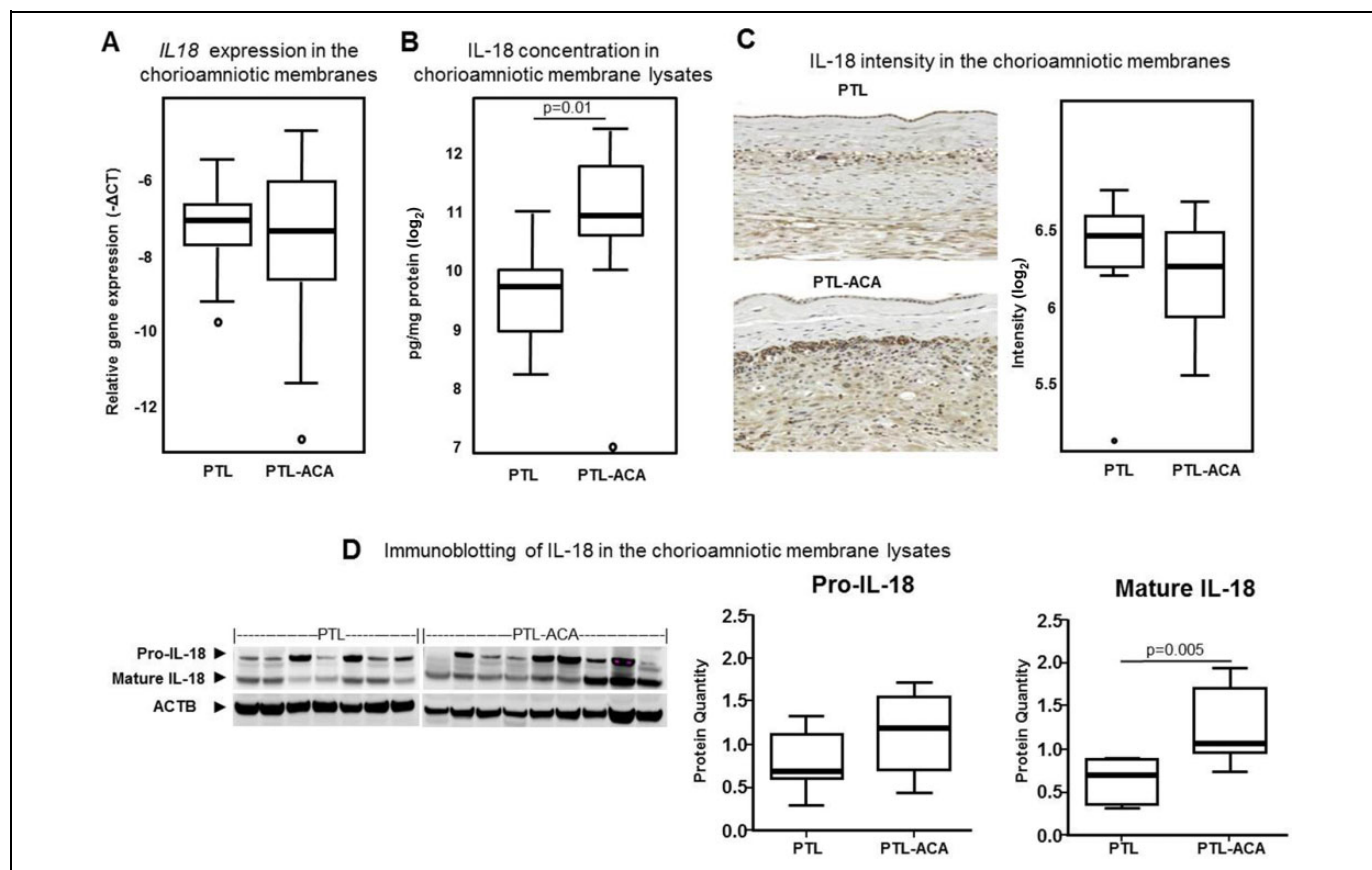 A
IL18 expression in the
chorioamniotic membranes
Relative gene expression (-ΔCT)
-6
-8
-10
-12
PTL PTL-ACA
B
IL-18 concentration in
chorioamniotic membrane lysates
p=0.01
pg/mg protein (log2)
12
11
10
9
8
7
PTL PTL-ACA
C
IL-18 intensity in the chorioamniotic membranes
PTL
PTL-ACA
Intensity (log2)
6.5
6
5.5
PTL PTL-ACA
D Immunoblotting of IL-18 in the chorioamniotic membrane lysates
|----------------PTL-------------||------------------PTL-ACA------------------|
Pro-IL-18
Mature IL-18
ACTB
Pro-IL-18
Protein Quantity
2.5
2.0
1.5
1.0
0.5
0.0
PTL PTL-ACA
Mature IL-18
p=0.005
Protein Quantity
2.5
2.0
1.5
1.0
0.5
0.0
PTL PTL-ACA